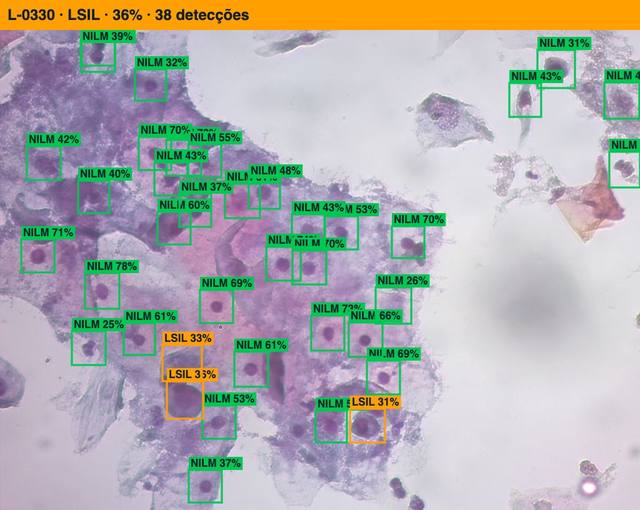 L-0330 · LSIL · 36% · 38 detecções
NILM 39%
NILM 31%
NILM 32%
NILM 43%
NILM 4
NILM 70%
NILM 55%
NILM 42%
NILM
NILM 43%
NILM 48%
NILM 40%
NILM 37%
NILM 60%
NILM 43%
53%
NILM 70%
NILM 71%
70%
NILM 78%
NILM 26%
NILM 69%
NILM 61%
NILM 66%
NILM 25%
LSIL 33%
NILM 61%
69%
LSIL 36%
NILM 53%
LSIL 31%
NILM 37%